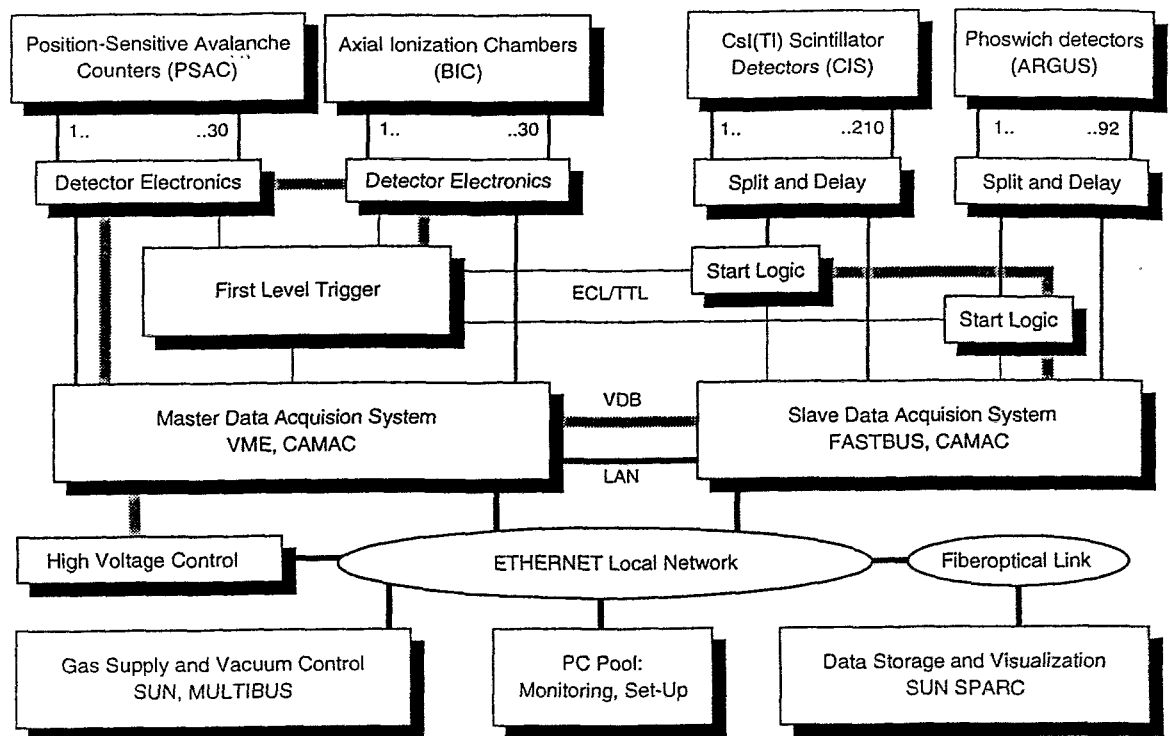 Position-Sensitive Avalanche
Counters (PSAC)
Axial Ionization Chambers
(BIC)
CsI(Tl) Scintillator
Detectors (CIS)
Phoswich detectors
(ARGUS)
1.. ..30
1.. ..30
1.. ..210
1.. ..92
Detector Electronics
Detector Electronics
Split and Delay
Split and Delay
First Level Trigger
ECL/TTL
Start Logic
Start Logic
Master Data Acquision System
VME, CAMAC
VDB
LAN
Slave Data Acquision System
FASTBUS, CAMAC
High Voltage Control
ETHERNET Local Network
Fiberoptical Link
Gas Supply and Vacuum Control
SUN, MULTIBUS
PC Pool:
Monitoring, Set-Up
Data Storage and Visualization
SUN SPARC